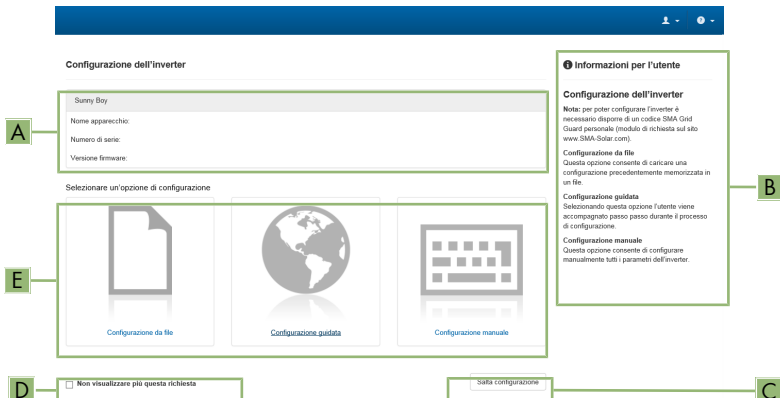 Configurazione dell'inverter
Sunny Boy
Nome apparecchio:
Numero di serie:
Versione firmware:
A
Selezionare un'opzione di configurazione
E
Configurazione da file
Configurazione guidata
Configurazione manuale
D
Non visualizzare più questa richiesta
Salta configurazione
C
Informazioni per l'utente
Configurazione dell'inverter
Nota: per poter configurare l'inverter è
necessario disporre di un codice SMA Grid
Guard personale (modulo di richiesta sul sito
www.SMA-Solar.com).
Configurazione da file
Questa opzione consente di caricare una
configurazione precedentemente memorizzata in
un file.
Configurazione guidata
Selezionando questa opzione l'utente viene
accompagnato passo passo durante il processo
di configurazione.
Configurazione manuale
Questa opzione consente di configurare
manualmente tutti i parametri dell'inverter.
B